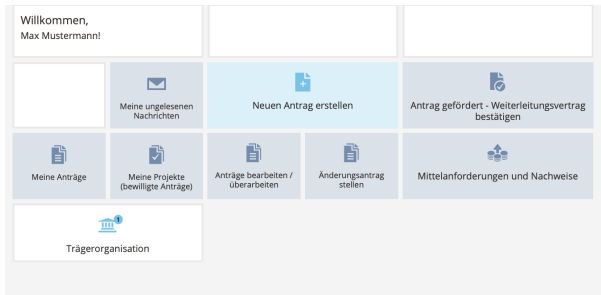 Willkommen,
Max Mustermann!
Meine ungelesenen
Nachrichten
Neuen Antrag erstellen
Antrag gefördert - Weiterleitungsvertrag
bestätigen
Meine Anträge
Meine Projekte
(bewilligte Anträge)
Anträge bearbeiten /
überarbeiten
Änderungsantrag
stellen
Mittelanforderungen und Nachweise
1
Trägerorganisation